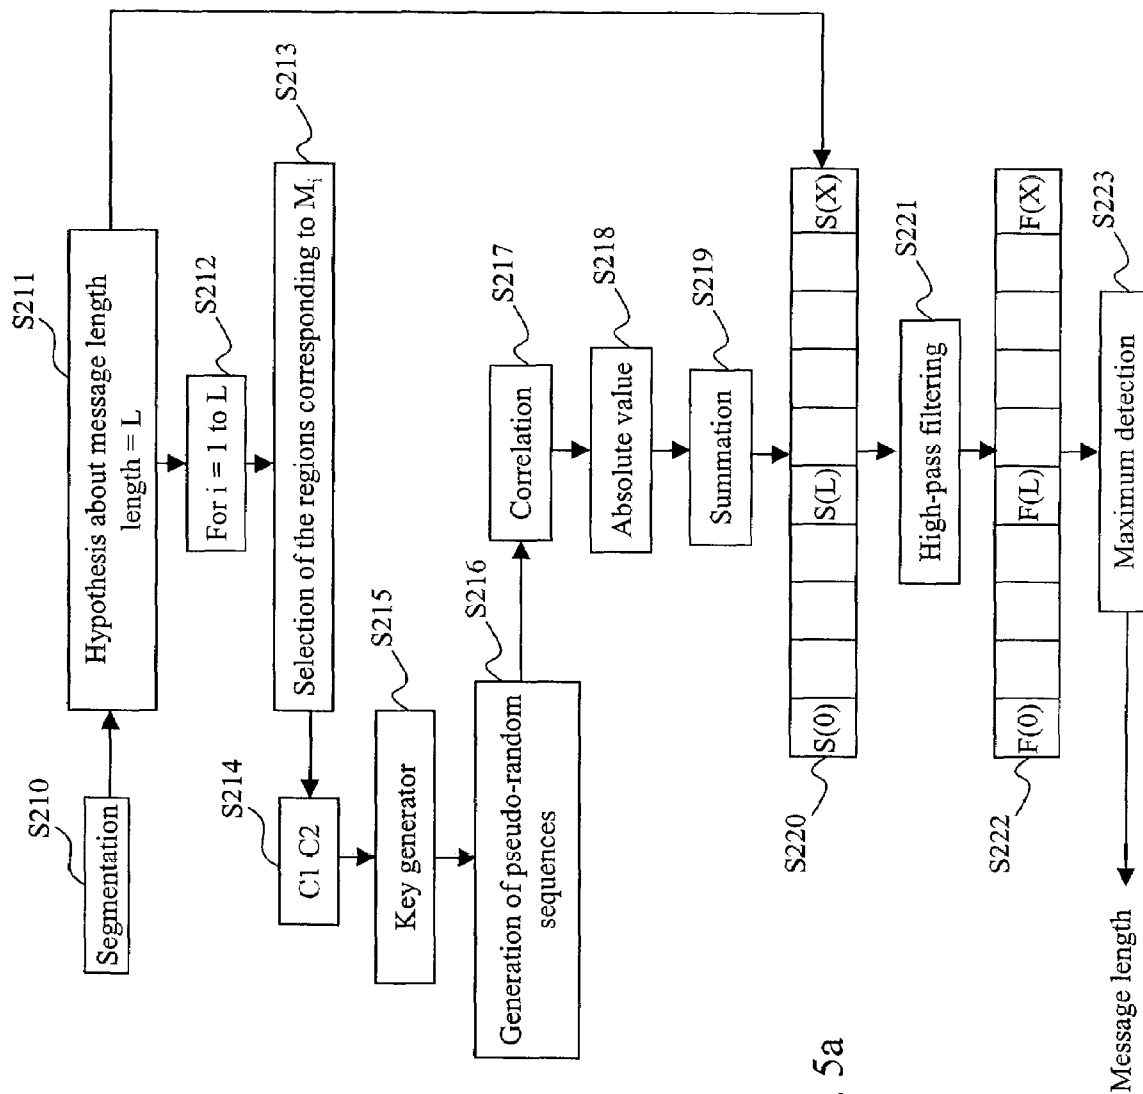 S210
Segmentation
S211
Hypothesis about message length
length = L
S212
For i = 1 to L
S213
Selection of the regions corresponding to Mi
S214
C1 C2
S215
Key generator
S216
Generation of pseudo-random
sequences
S217
Correlation
S218
Absolute value
S219
Summation
S220
S(0) S(L) S(X)
S221
High-pass filtering
S222
F(0) F(L) F(X)
S223
Maximum detection
Message length
. 5a